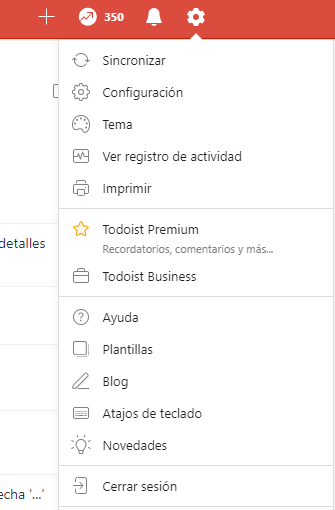 350
Sincronizar
Configuración
Tema
Ver registro de actividad
Imprimir
detalles
Todoist Premium
Recordatorios, comentarios y más...
Todoist Business
Ayuda
Plantillas
Blog
Atajos de teclado
Novedades
Cerrar sesión
echa '...'